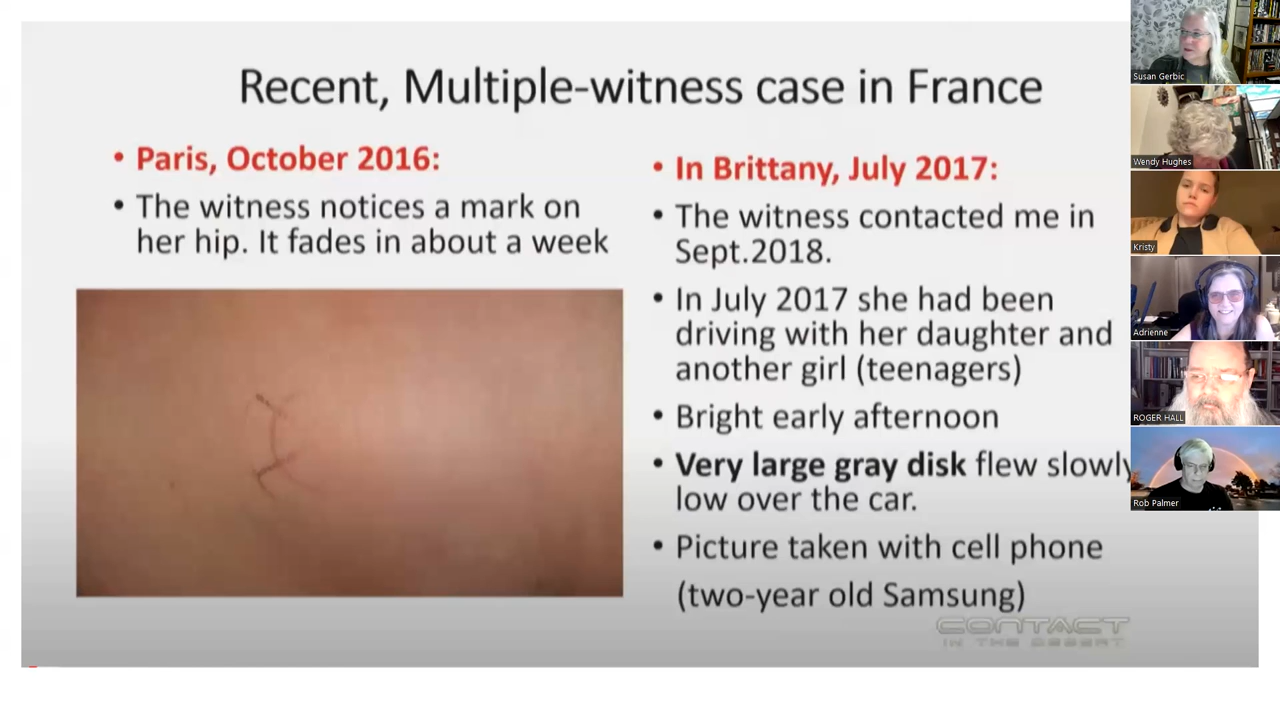 Recent, Multiple-witness case in France
• Paris, October 2016:
• The witness notices a mark on
her hip. It fades in about a week
• In Brittany, July 2017:
• The witness contacted me in
Sept.2018.
• In July 2017 she had been
driving with her daughter and
another girl (teenagers)
• Bright early afternoon
• Very large gray disk flew slowly
low over the car.
• Picture taken with cell phone
(two-year old Samsung)
CONTACT
IN THE DESERT
Susan Gerbic
Wendy Hughes
Kristy
Adrienne
ROGER HALL
Rob Palmer